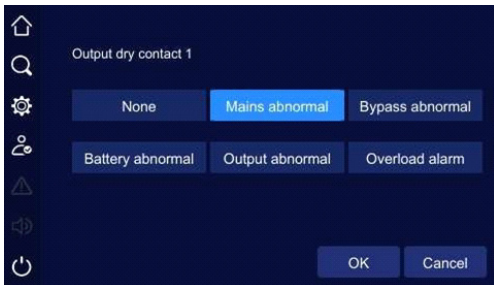 Output dry contact 1
None Mains abnormal Bypass abnormal
Battery abnormal Output abnormal Overload alarm
OK Cancel